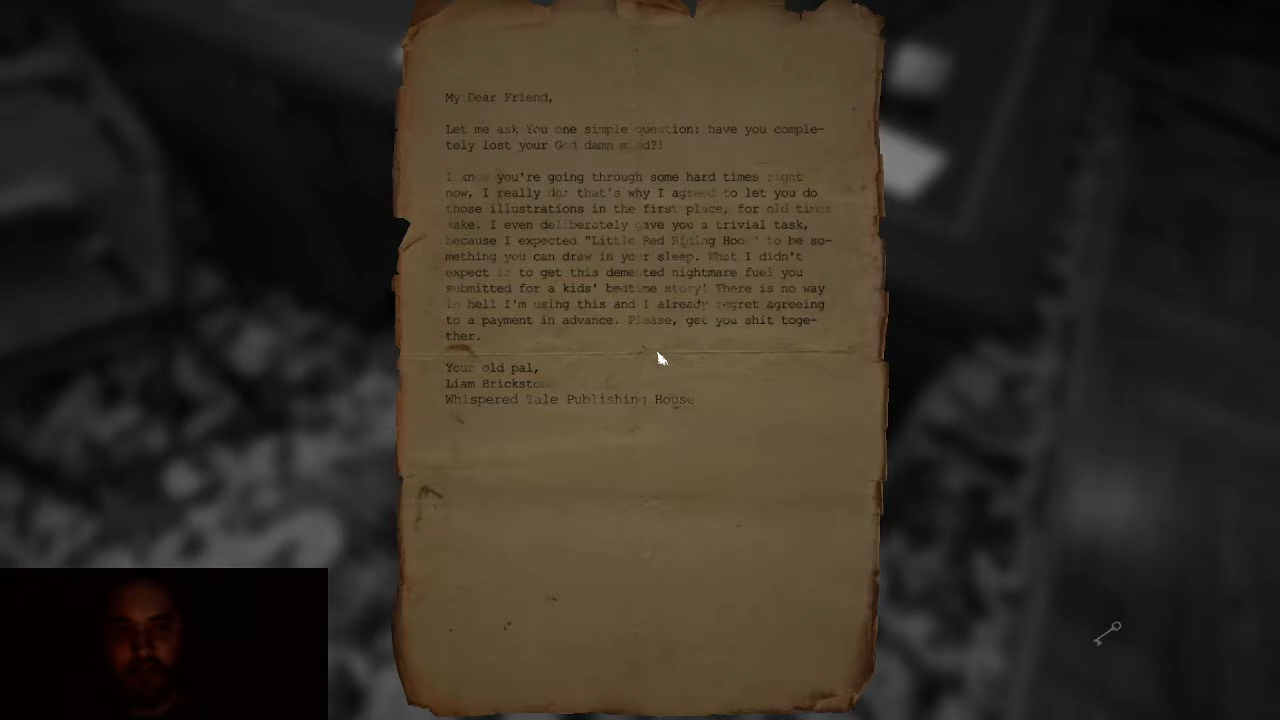 My Dear Friend,
Let me ask You one simple question: have you comple-
tely lost your God damn mind?!
I know you're going through some hard times right
now, I really do; that's why I agreed to let you do
those illustrations in the first place, for old times
sake. I even deliberately gave you a trivial task,
because I expected "Little Red Riding Hood" to be so-
mething you can draw in your sleep. What I didn't
expect is to get this demented nightmare fuel you
submitted for a kids' bedtime story! There is no way
in hell I'm using this and I already regret agreeing
to a payment in advance. Please, get you shit toge-
ther.
Your old pal,
Liam Brickstone
Whispered Tale Publishing House